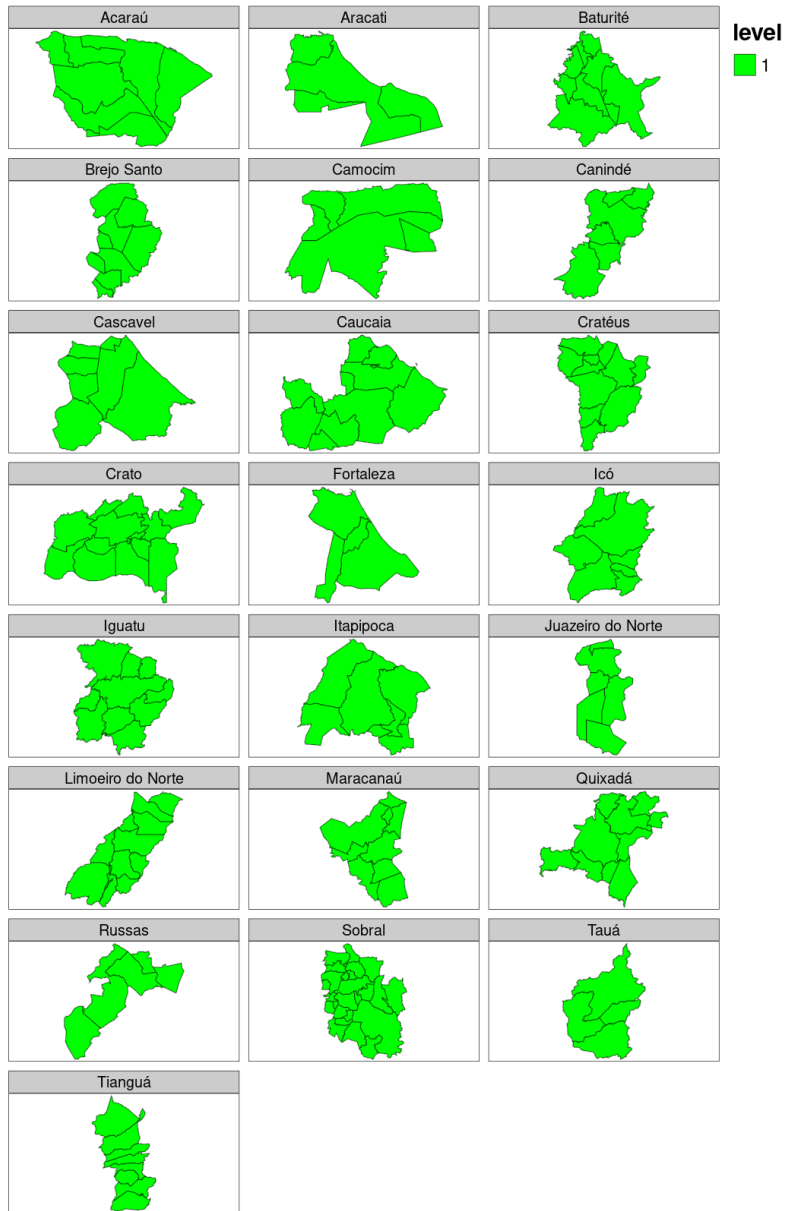 Acaraú
Aracati
Baturité
level
1
Brejo Santo
Camocim
Canindé
Cascavel
Caucaia
Cratéus
Crato
Fortaleza
Icó
Iguatu
Itapipoca
Juazeiro do Norte
Limoeiro do Norte
Maracanaú
Quixadá
Russas
Sobral
Tauá
Tianguá